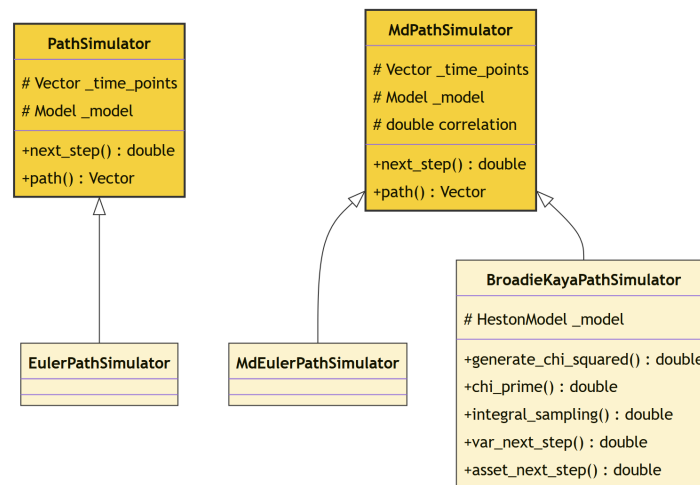 PathSimulator
# Vector _time_points
# Model _model
+next_step() : double
+path() : Vector
MdPathSimulator
# Vector _time_points
# Model _model
# double correlation
+next_step() : double
+path() : Vector
EulerPathSimulator
MdEulerPathSimulator
BroadieKayaPathSimulator
# HestonModel _model
+generate_chi_squared() : double
+chi_prime() : double
+integral_sampling() : double
+var_next_step() : double
+asset_next_step() : double